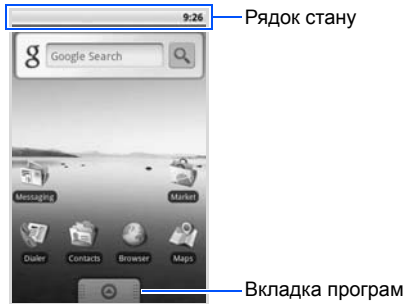 9:26
Рядок стану
g Google Search
Messaging
Market
Dialer
Contacts
Browser
Maps
Вкладка програм